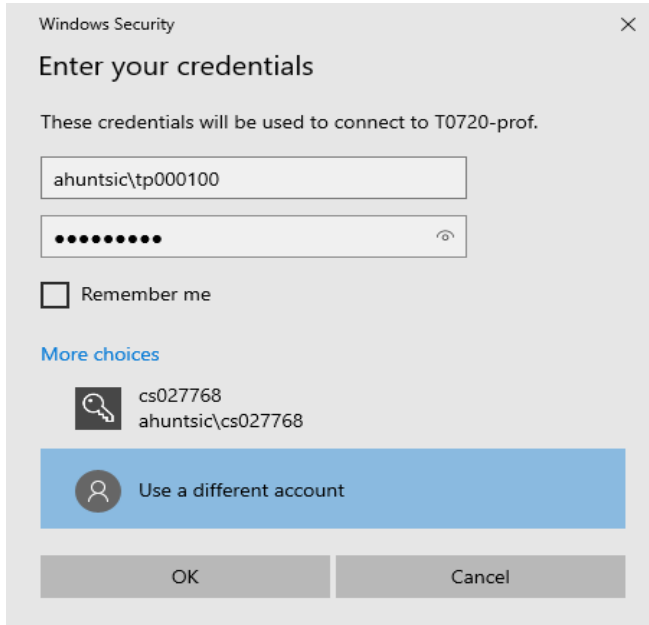 Windows Security
Enter your credentials
These credentials will be used to connect to T0720-prof.
ahuntsic\tp000100
●●●●●●●●●
Remember me
More choices
cs027768
ahuntsic\cs027768
Use a different account
OK
Cancel